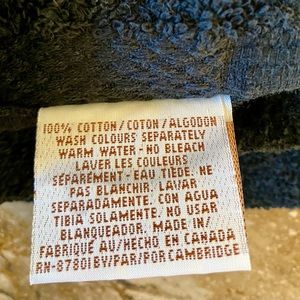 100% COTTON/COTON/ALGODON
WASH COLOURS SEPARATELY
WARM WATER-NO BLEACH
LAVER LES COULEURS
SÉPARÉMENT-EAU TIÈDE. NE
PAS BLANCHIR. LAVAR
SEPARADAMENTE. CON AGUA
TIBIA SOLAMENTE. NO USAR
BLANQUEADOR. MADE IN/
FABRIQUE AU/HECHO EN CANADA
RN-87801 BY/PAR/POR CAMBRIDGE